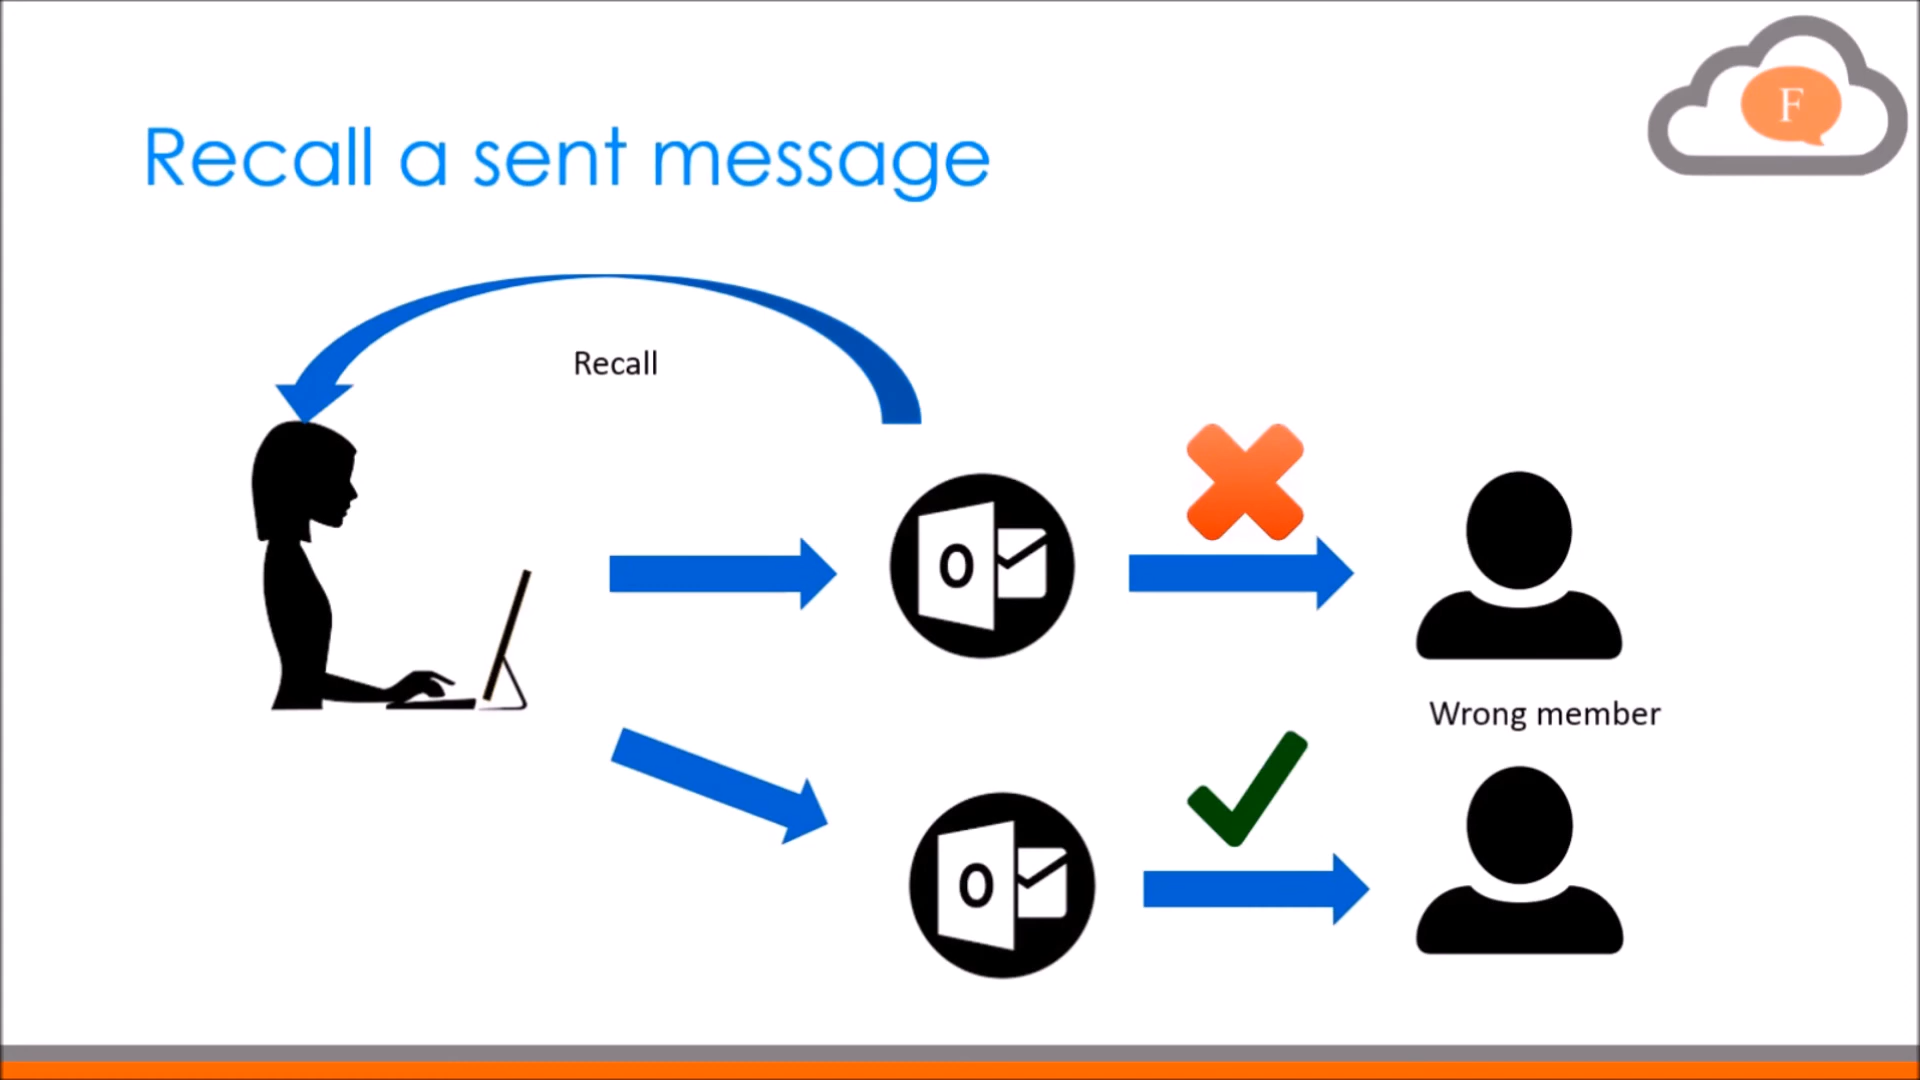 F
Recall a sent message
Recall
O
Wrong member
O